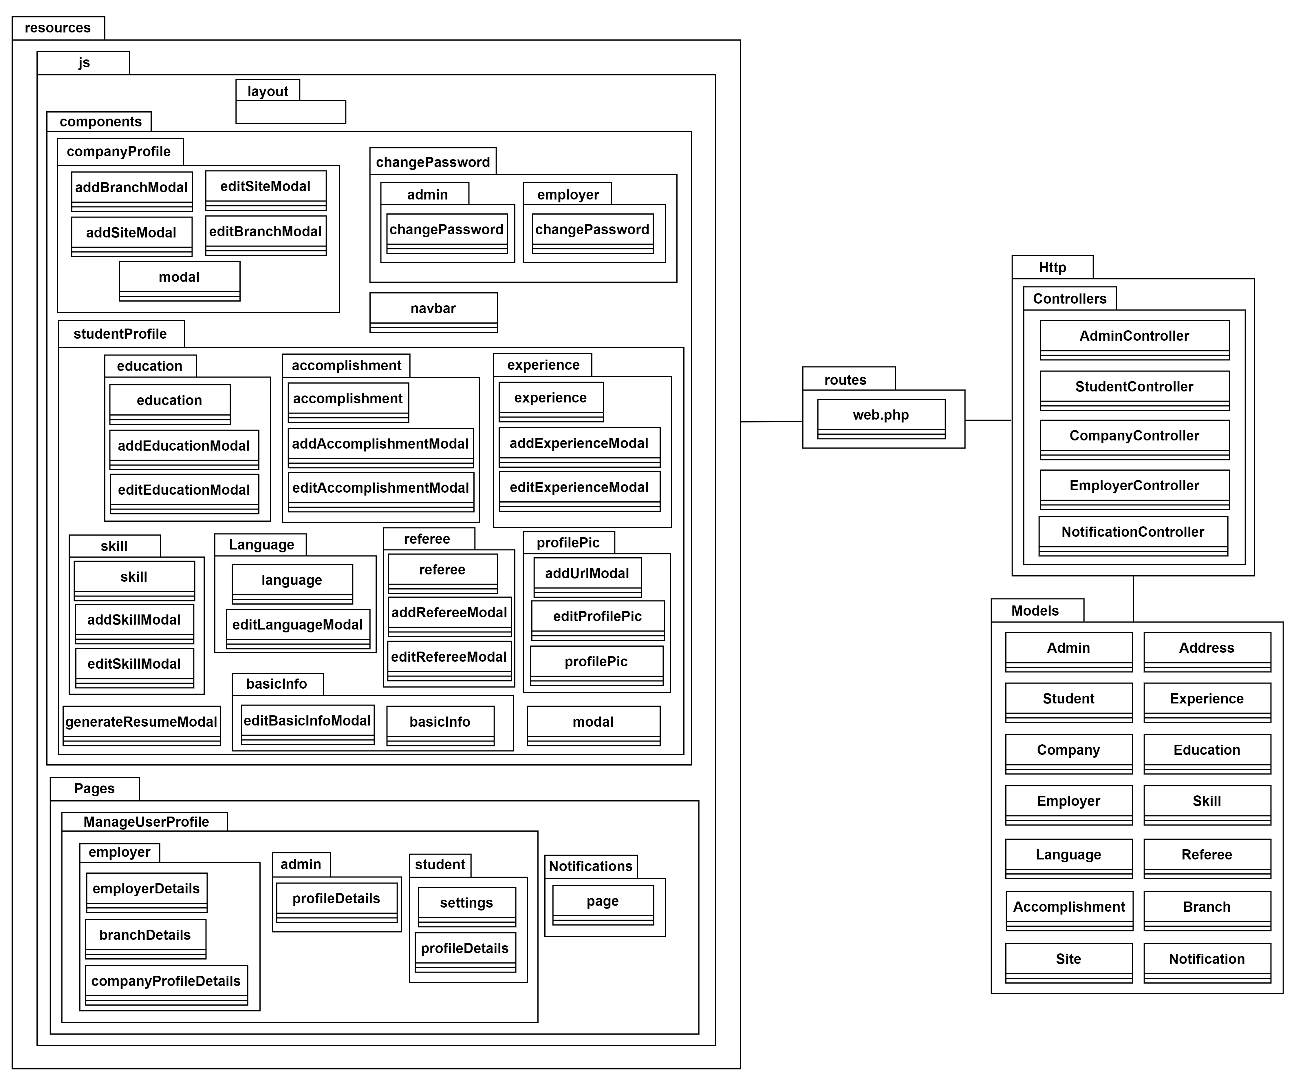 resources
js
layout
components
companyProfile
addBranchModal
editSiteModal
addSiteModal
editBranchModal
modal
changePassword
admin
changePassword
employer
changePassword
navbar
studentProfile
education
education
addEducationModal
editEducationModal
accomplishment
accomplishment
addAccomplishmentModal
editAccomplishmentModal
experience
experience
addExperienceModal
editExperienceModal
skill
skill
addSkillModal
editSkillModal
Language
language
editLanguageModal
referee
referee
addRefereeModal
editRefereeModal
profilePic
addUrlModal
editProfilePic
profilePic
generateResumeModal
basicInfo
editBasicInfoModal
basicInfo
modal
Pages
ManageUserProfile
employer
employerDetails
branchDetails
companyProfileDetails
admin
profileDetails
student
settings
profileDetails
Notifications
page
routes
web.php
Http
Controllers
AdminController
StudentController
CompanyController
EmployerController
NotificationController
Models
Admin
Address
Student
Experience
Company
Education
Employer
Skill
Language
Referee
Accomplishment
Branch
Site
Notification